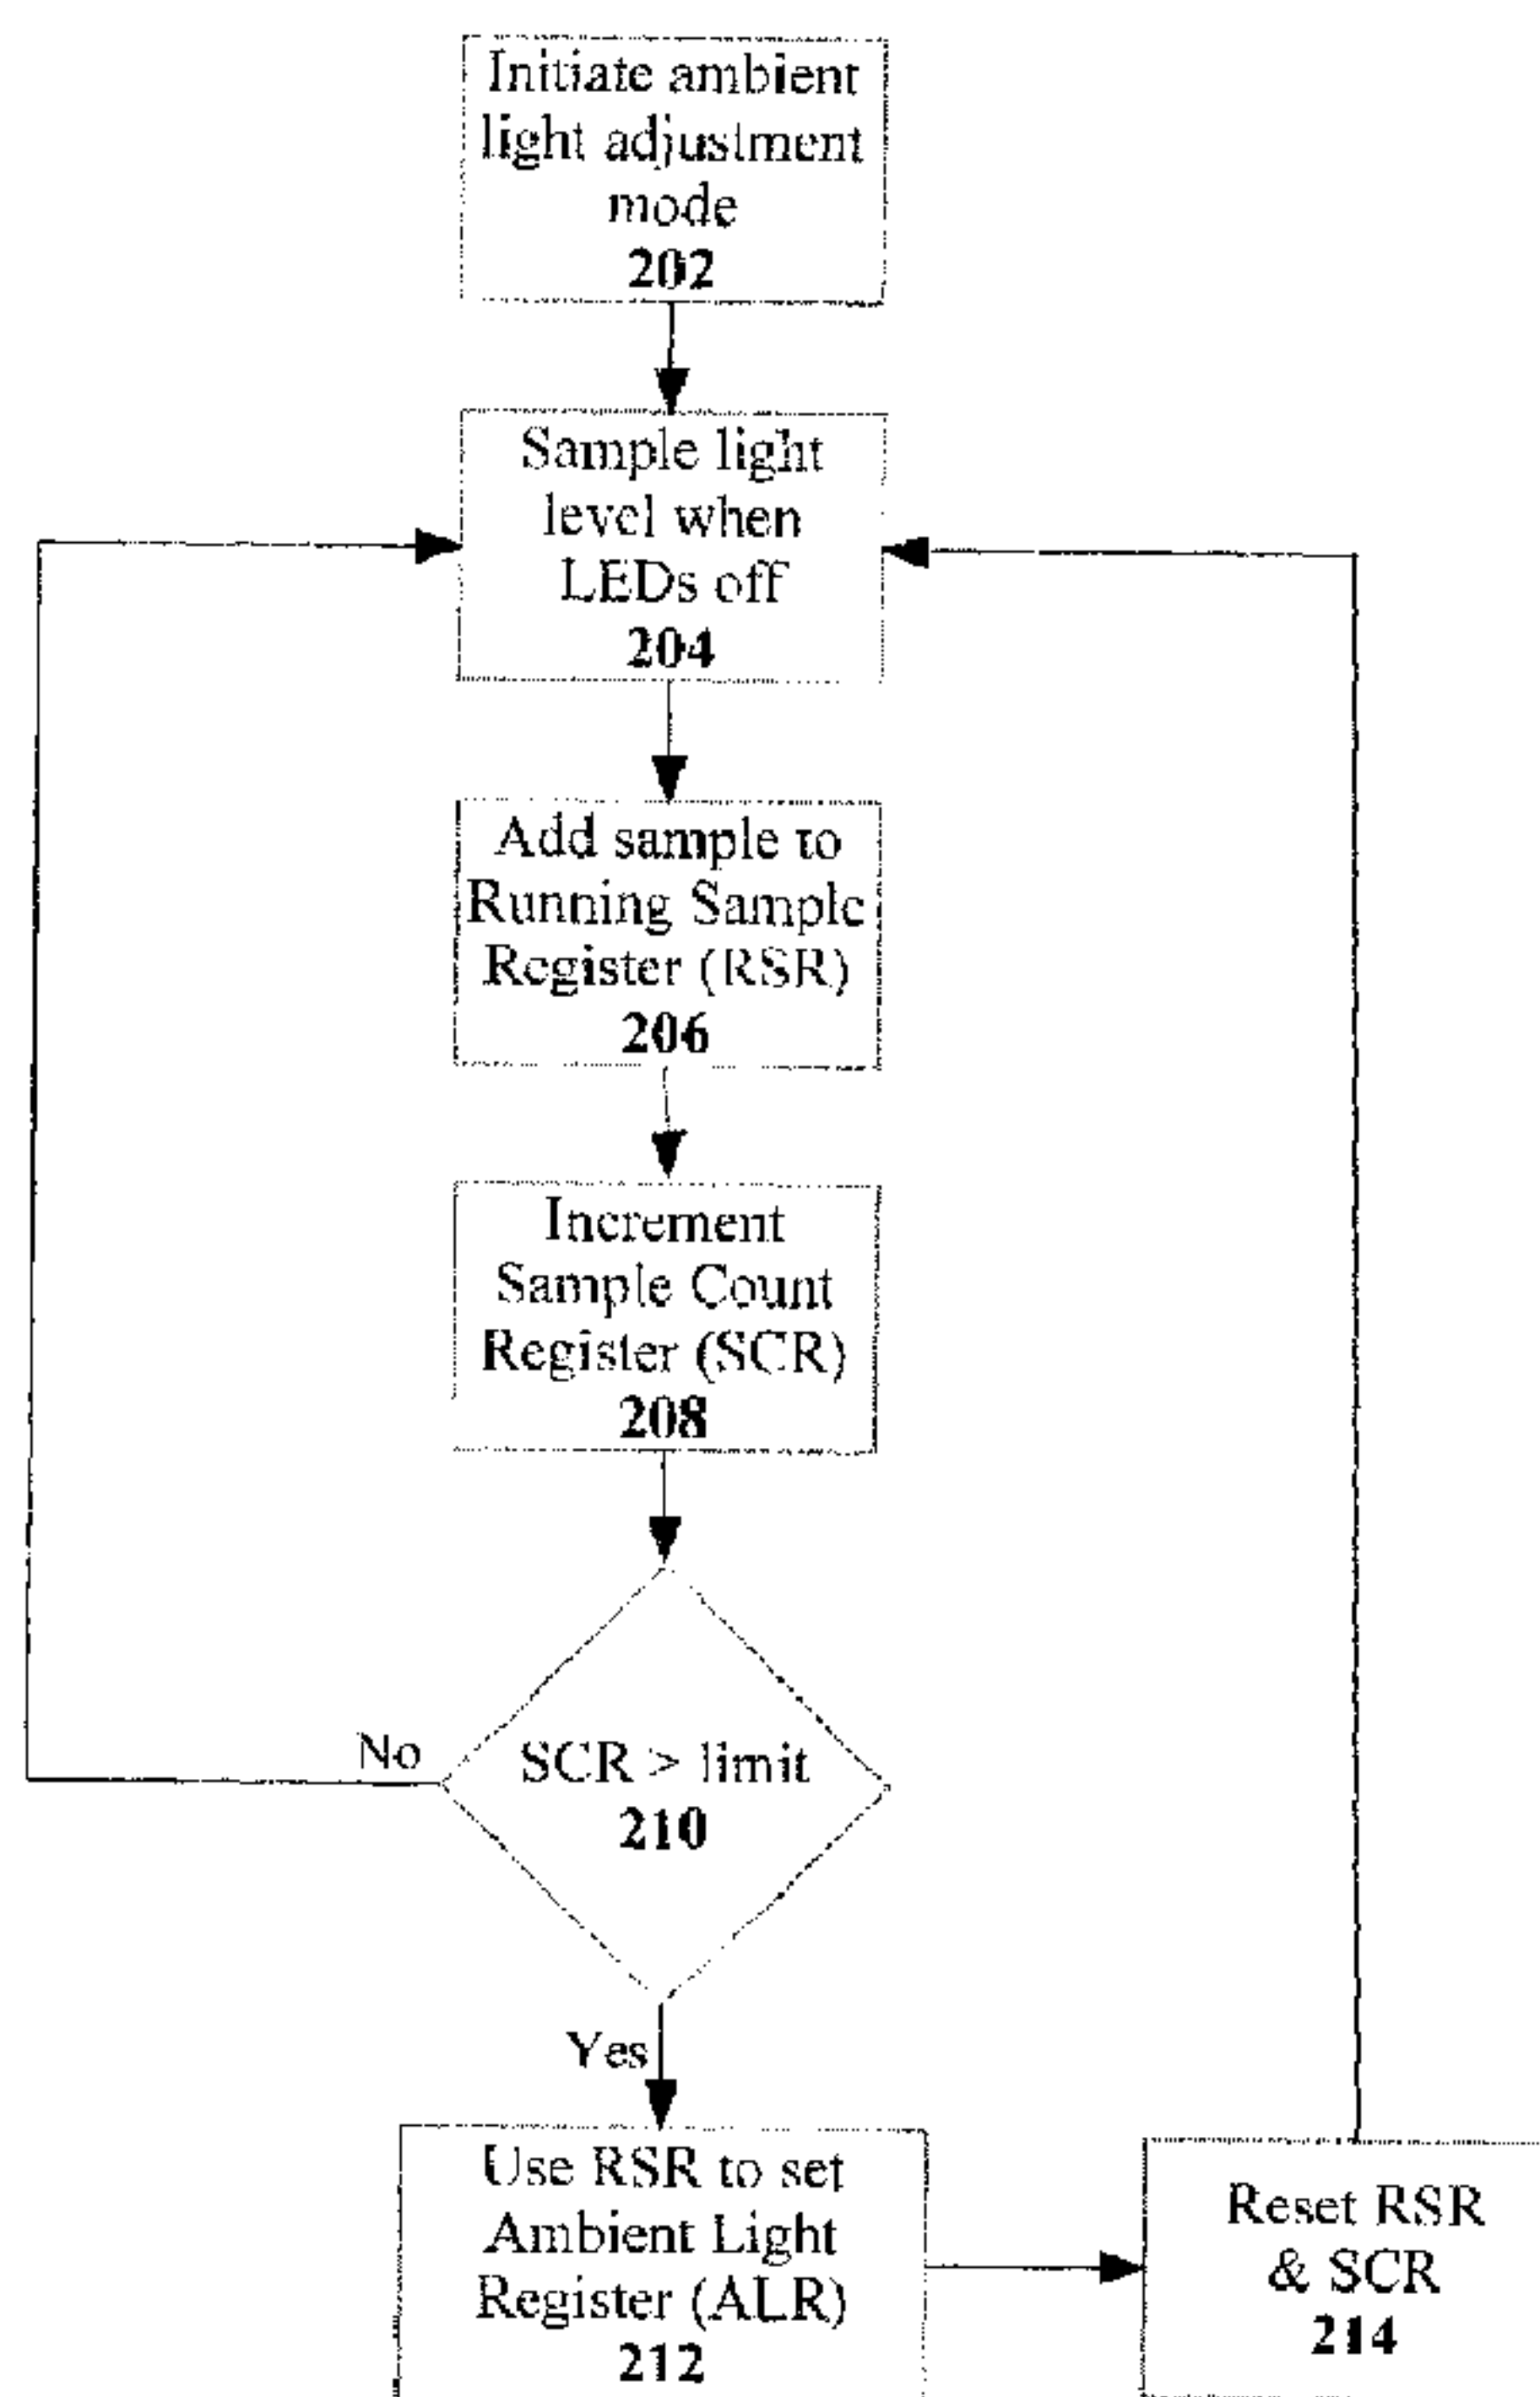 Initiate ambient
light adjustment
mode
202
Sample light
level when
LEDs off
204
Add sample to
Running Sample
Register (RSR)
206
Increment
Sample Count
Register (SCR)
208
No
SCR > limit
210
Yes
Use RSR to set
Ambient Light
Register (ALR)
212
Reset RSR
& SCR
214